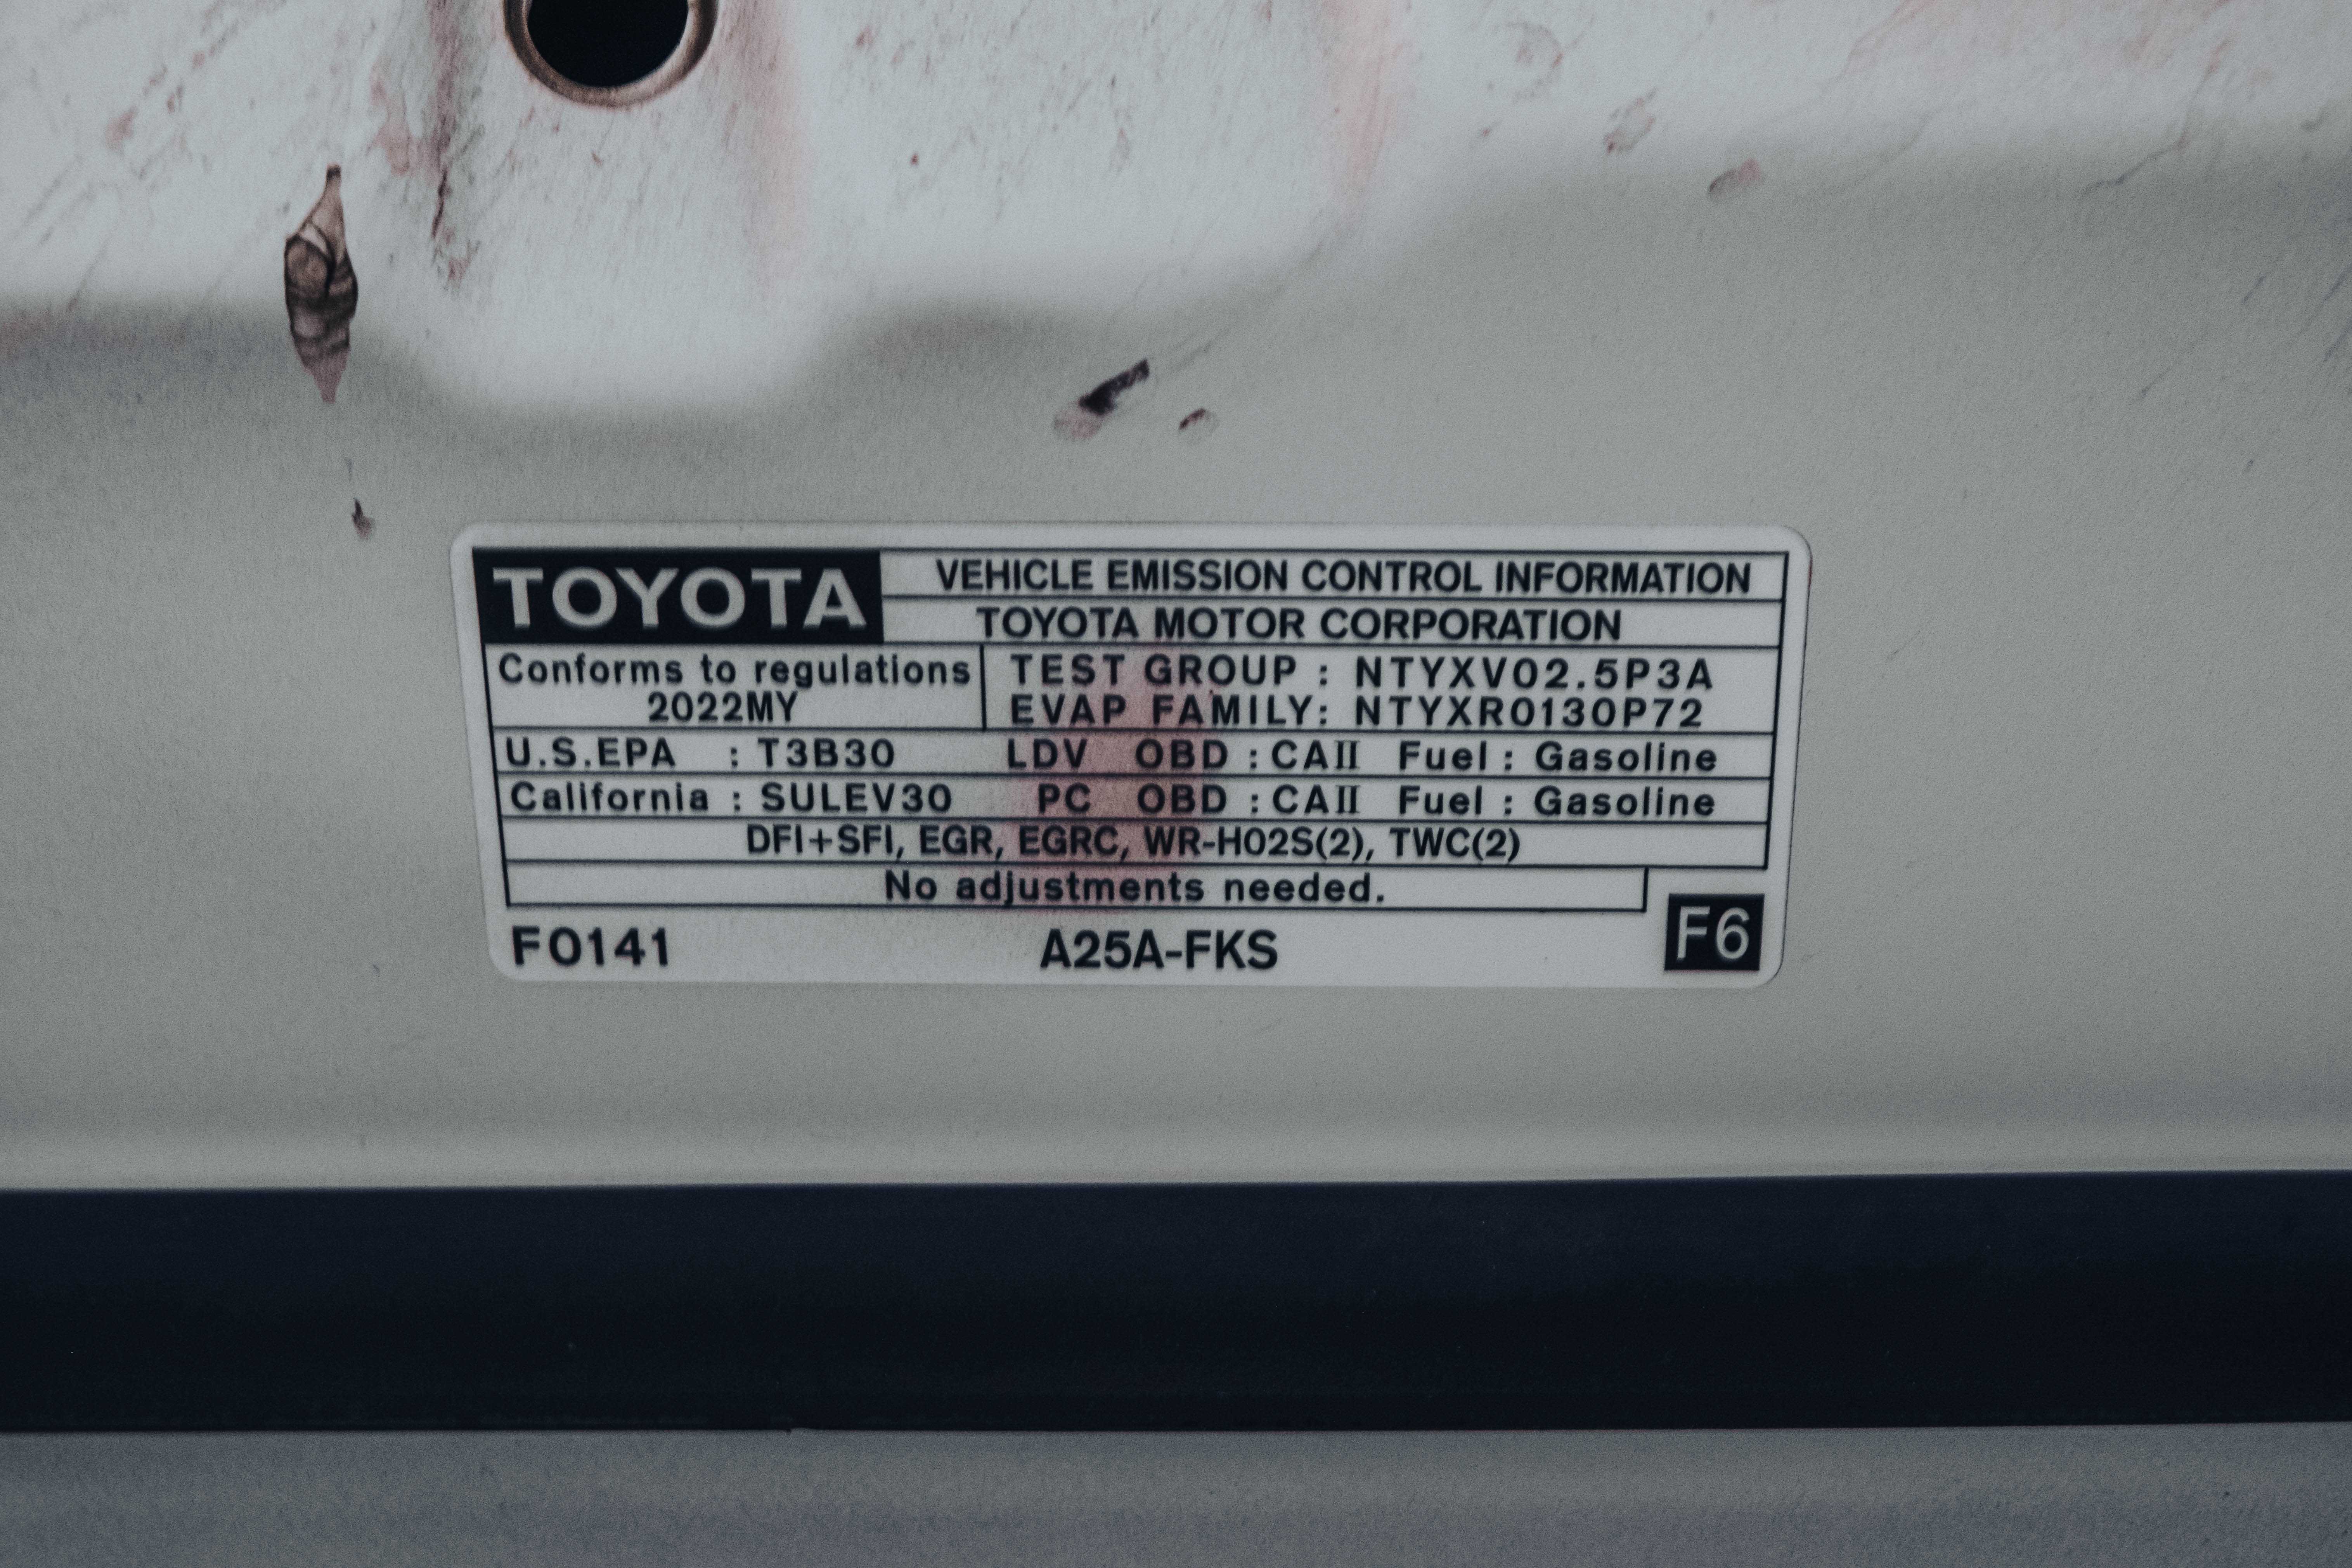 TOYOTA
VEHICLE EMISSION CONTROL INFORMATION
TOYOTA MOTOR CORPORATION
Conforms to regulations
2022MY
TEST GROUP : NTYXV02.5P3A
EVAP FAMILY: NTYXR0130P72
U.S.EPA : T3B30 LDV OBD : CAII Fuel : Gasoline
California : SULEV30 PC OBD : CAII Fuel : Gasoline
DFI+SFI, EGR, EGRC, WR-HO2S(2), TWC(2)
No adjustments needed.
F0141 A25A-FKS F6